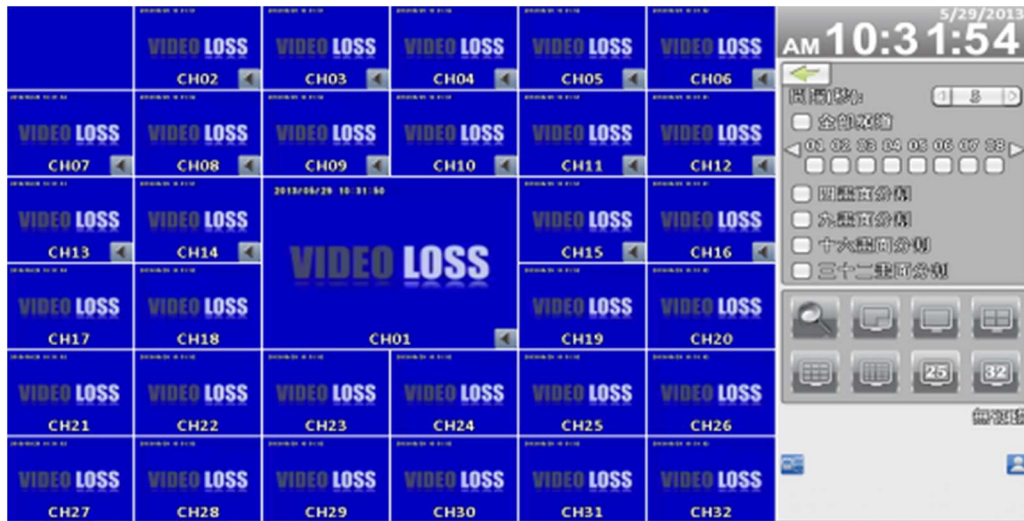 VIDEO LOSS VIDEO LOSS VIDEO LOSS VIDEO LOSS VIDEO LOSS
CH02 CH03 CH04 CH05 CH06
VIDEO LOSS VIDEO LOSS VIDEO LOSS VIDEO LOSS VIDEO LOSS VIDEO LOSS
CH07 CH08 CH09 CH10 CH11 CH12
2013/05/29 10:31:50
VIDEO LOSS VIDEO LOSS VIDEO LOSS VIDEO LOSS
CH13 CH14 CH15 CH16
VIDEO LOSS
VIDEO LOSS VIDEO LOSS VIDEO LOSS VIDEO LOSS
CH17 CH18 CH01 CH19 CH20
VIDEO LOSS VIDEO LOSS VIDEO LOSS VIDEO LOSS VIDEO LOSS VIDEO LOSS
CH21 CH22 CH23 CH24 CH25 CH26
VIDEO LOSS VIDEO LOSS VIDEO LOSS VIDEO LOSS VIDEO LOSS VIDEO LOSS
CH27 CH28 CH29 CH30 CH31 CH32
5/29/2013
AM 10:31:54
5
全部頻道
01 02 03 04 05 06 07 08
四畫面分割
九畫面分割
十六畫面分割
三十二畫面分割
25 32